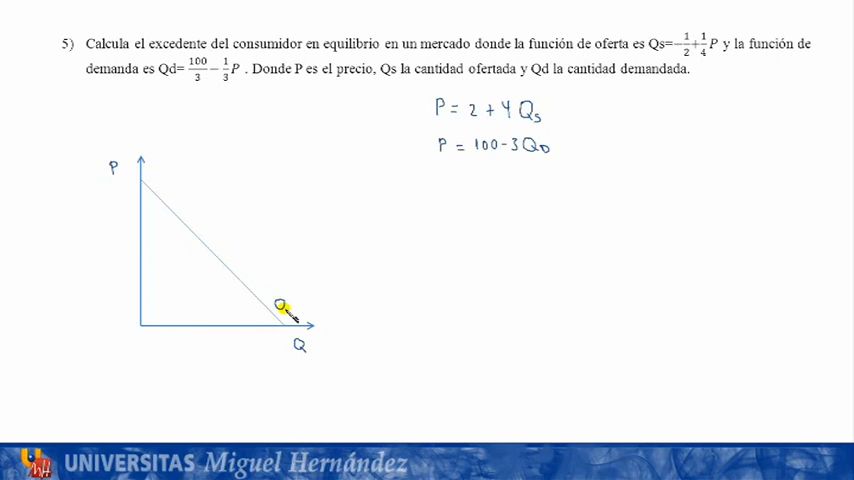 5) Calcula el excedente del consumidor en equilibrio en un mercado donde la función de oferta es Qs=-1/2+1/4P y la función de
demanda es Qd=100/3-1/3P . Donde P es el precio, Qs la cantidad ofertada y Qd la cantidad demandada.
P = 2 + 4 Qs
P = 100 - 3 QD
P
D
Q
UNIVERSITAS Miguel Hernández